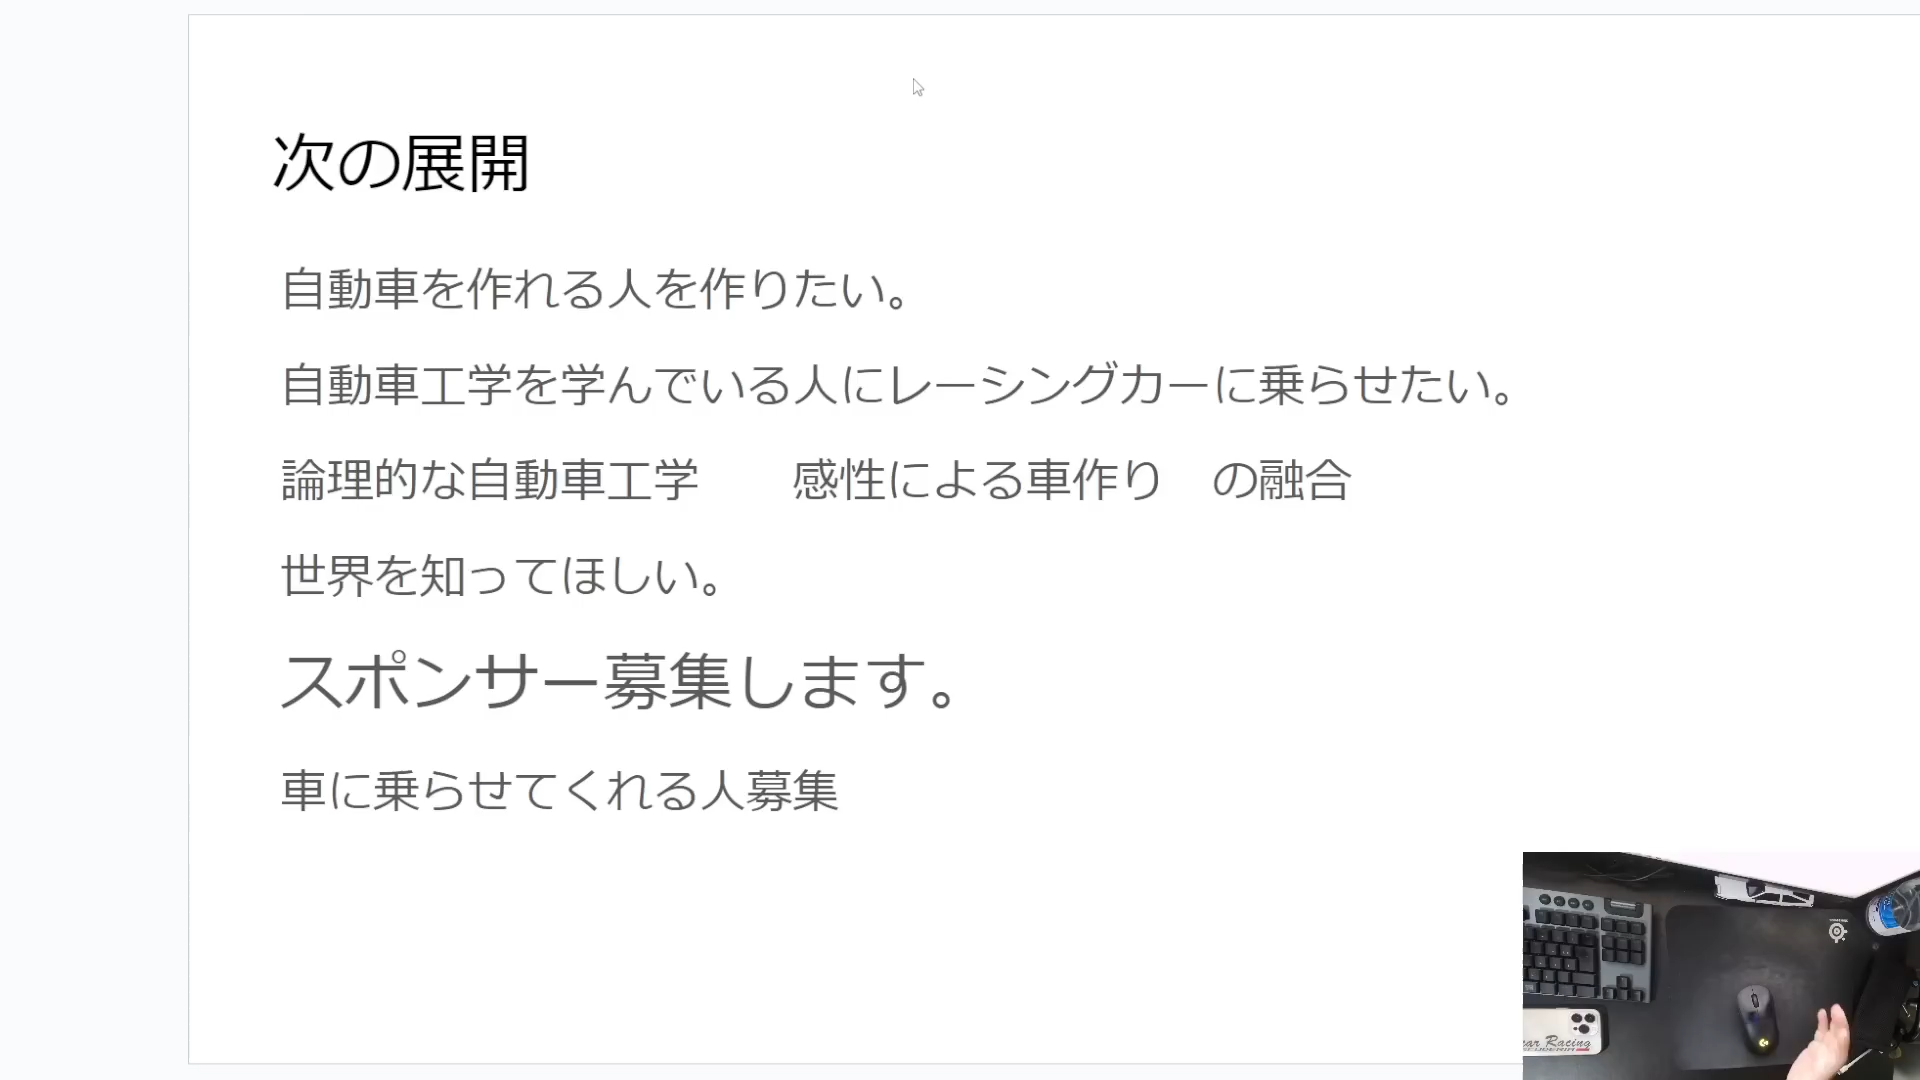 次の展開
自動車を作れる人を作りたい。
自動車工学を学んでいる人にレーシングカーに乗らせたい。
論理的な自動車工学　　感性による車作り　の融合
世界を知ってほしい。
スポンサー募集します。
車に乗らせてくれる人募集
Racing